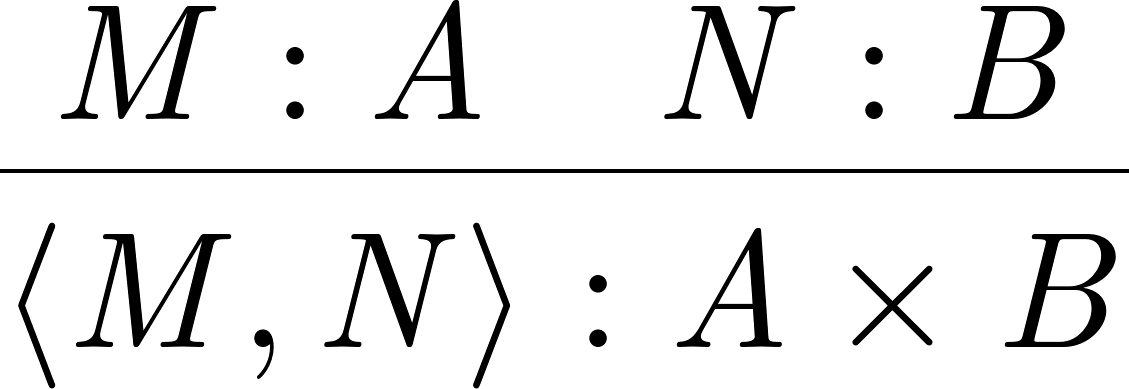 M : A N : B
⟨M, N⟩ : A × B